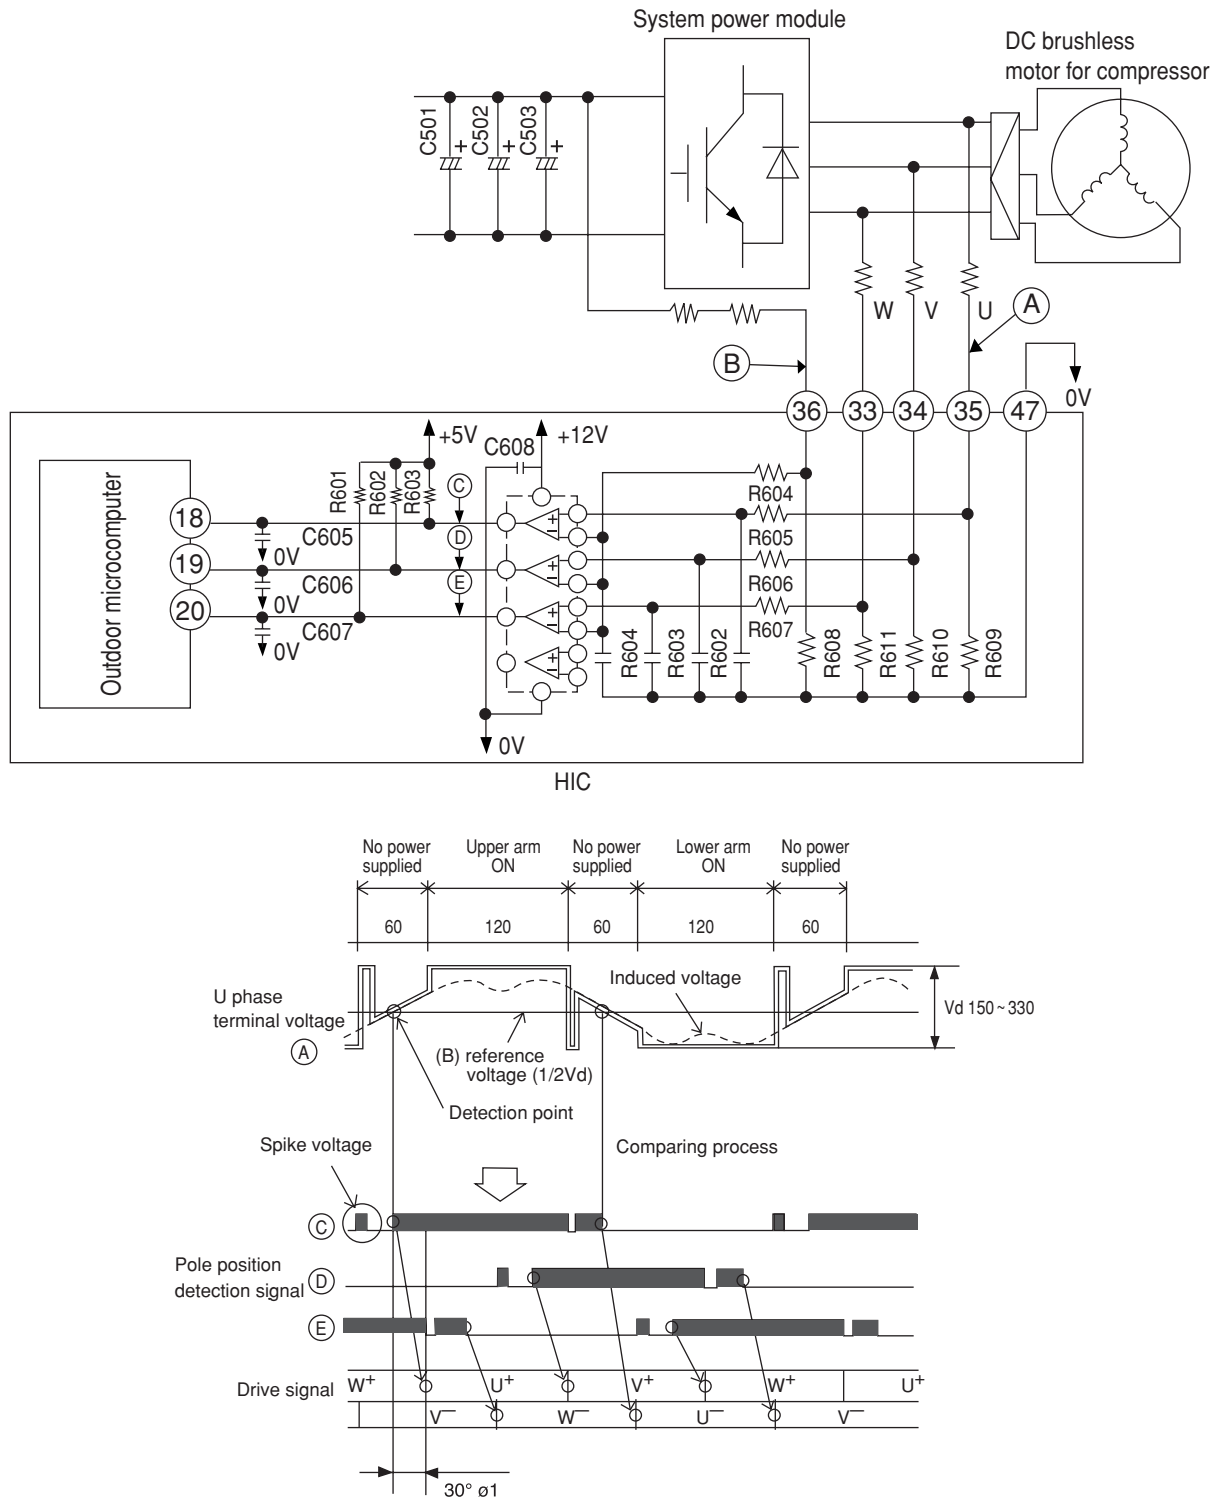 System power module
DC brushless
motor for compressor
C501
C502
C503
+
+
+
W
V
U
A
B
36
33
34
35
47
0V
+5V
C608
+12V
R601
R602
R603
C
D
E
R604
R605
R606
R607
Outdoor microcomputer
18
19
20
C605
0V
C606
0V
C607
0V
+
−
+
−
+
−
+
−
R604
R603
R602
R608
R611
R610
R609
0V
HIC
No power
supplied
Upper arm
ON
No power
supplied
Lower arm
ON
No power
supplied
60
120
60
120
60
U phase
terminal voltage
A
Induced voltage
Vd 150 ~ 330
(B) reference
voltage (1/2Vd)
Detection point
Spike voltage
Comparing process
C
Pole position
detection signal
D
E
Drive signal
W+ U+ V+ W+ U+
V− W− U− V−
30° ø1